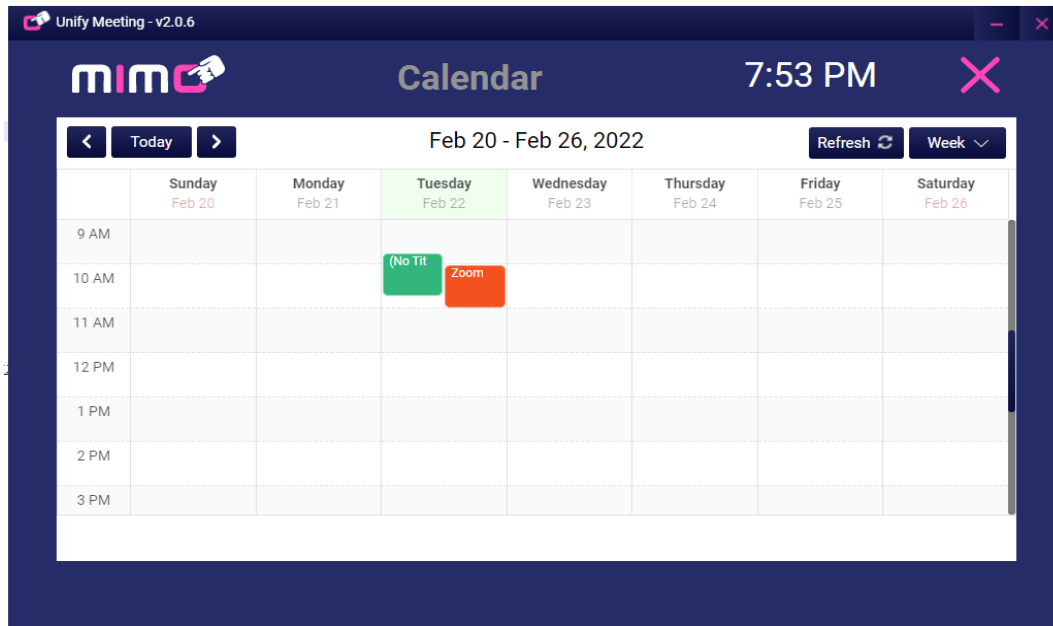 Unify Meeting - v2.0.6
mimo
Calendar
7:53 PM
Today
Feb 20 - Feb 26, 2022
Refresh
Week
Sunday Monday Tuesday Wednesday Thursday Friday Saturday
Feb 20 Feb 21 Feb 22 Feb 23 Feb 24 Feb 25 Feb 26
9 AM
(No Tit
10 AM
Zoom
11 AM
12 PM
1 PM
2 PM
3 PM